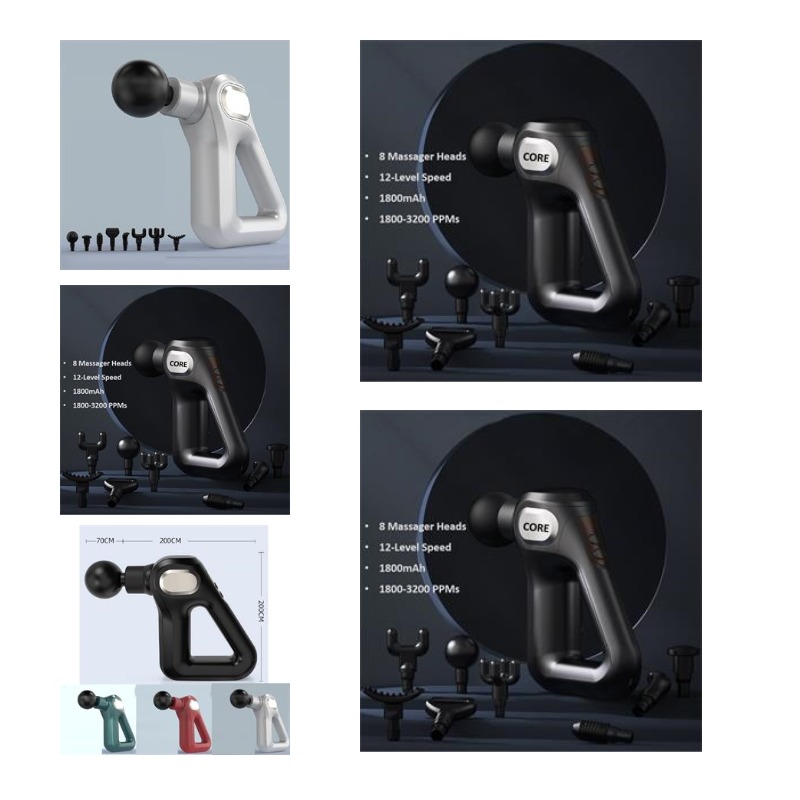 CORE
• 8 Massager Heads
• 12-Level Speed
• 1800mAh
• 1800-3200 PPMs
CORE
• 8 Massager Heads
• 12-Level Speed
• 1800mAh
• 1800-3200 PPMs
70CM 200CM
200CM
CORE
• 8 Massager Heads
• 12-Level Speed
• 1800mAh
• 1800-3200 PPMs